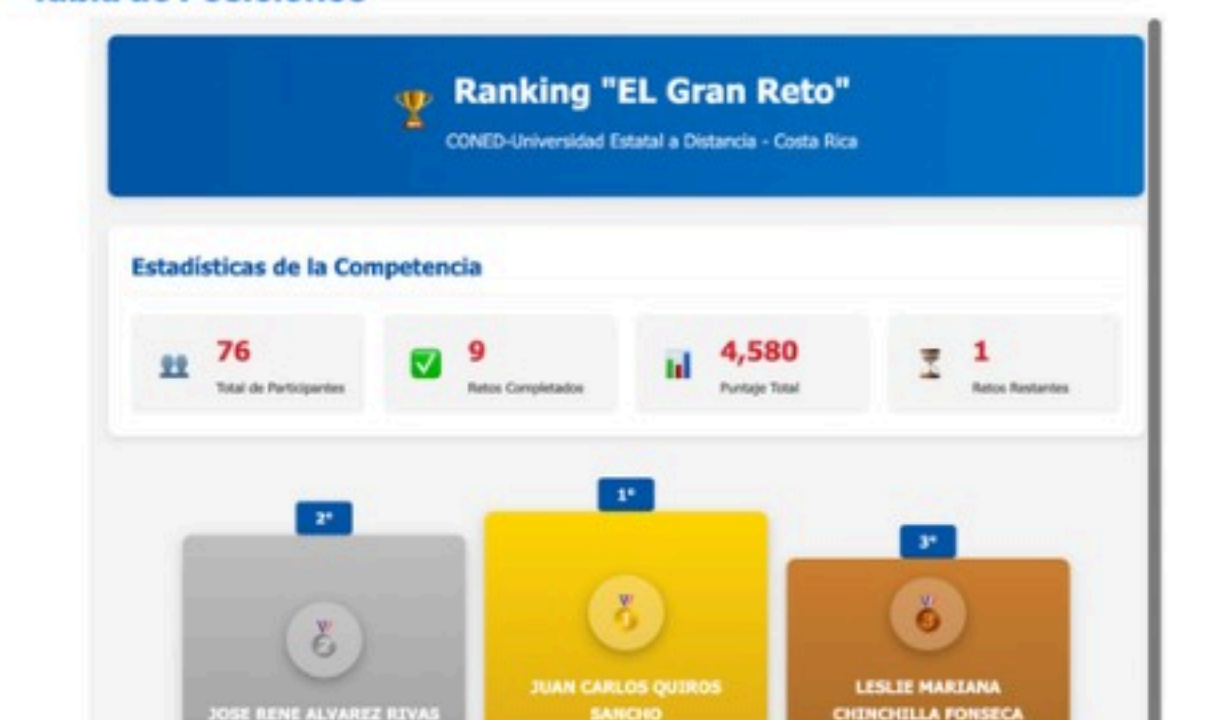 Ranking "EL Gran Reto"
CONED-Universidad Estatal a Distancia - Costa Rica
Estadísticas de la Competencia
76
Total de Participantes
9
Retos Completados
4,580
Puntaje Total
1
Retos Restantes
2°
JOSE RENE ALVAREZ RIVAS
1°
1
JUAN CARLOS QUIROS
SANCHO
3°
3
LESLIE MARIANA
CHINCHILLA FONSECA